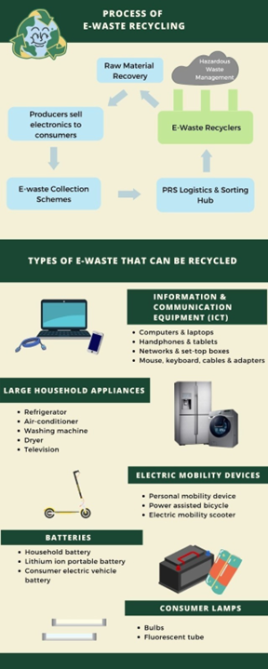 PROCESS OF
E-WASTE RECYCLING
Raw Material
Recovery
Hazardous
Waste
Management
Producers sell
electronics to
consumers
E-Waste Recyclers
E-waste Collection
Schemes
PRS Logistics & Sorting
Hub
TYPES OF E-WASTE THAT CAN BE RECYCLED
INFORMATION &
COMMUNICATION
EQUIPMENT (ICT)
• Computers & laptops
• Handphones & tablets
• Networks & set-top boxes
• Mouse, keyboard, cables & adapters
LARGE HOUSEHOLD APPLIANCES
• Refrigerator
• Air-conditioner
• Washing machine
• Dryer
• Television
ELECTRIC MOBILITY DEVICES
• Personal mobility device
• Power assisted bicycle
• Electric mobility scooter
BATTERIES
• Household battery
• Lithium ion portable battery
• Consumer electric vehicle
battery
CONSUMER LAMPS
• Bulbs
• Fluorescent tube